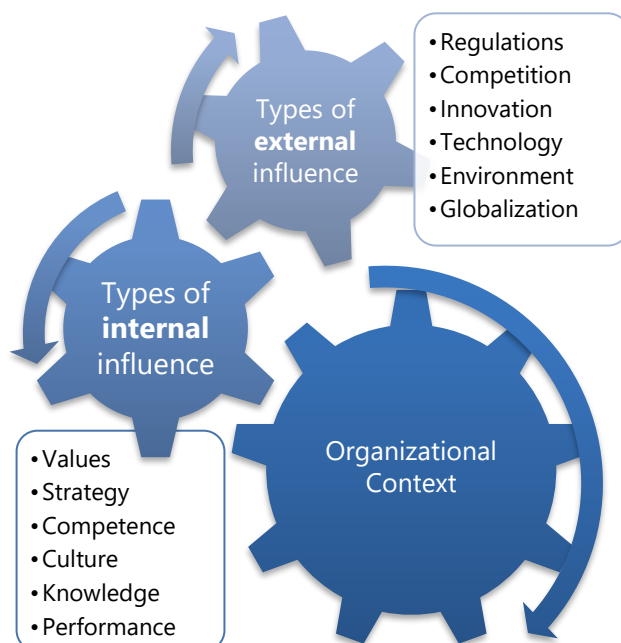 Types of
external
influence
•Regulations
•Competition
•Innovation
•Technology
•Environment
•Globalization
Types of
internal
influence
•Values
•Strategy
•Competence
•Culture
•Knowledge
•Performance
Organizational
Context